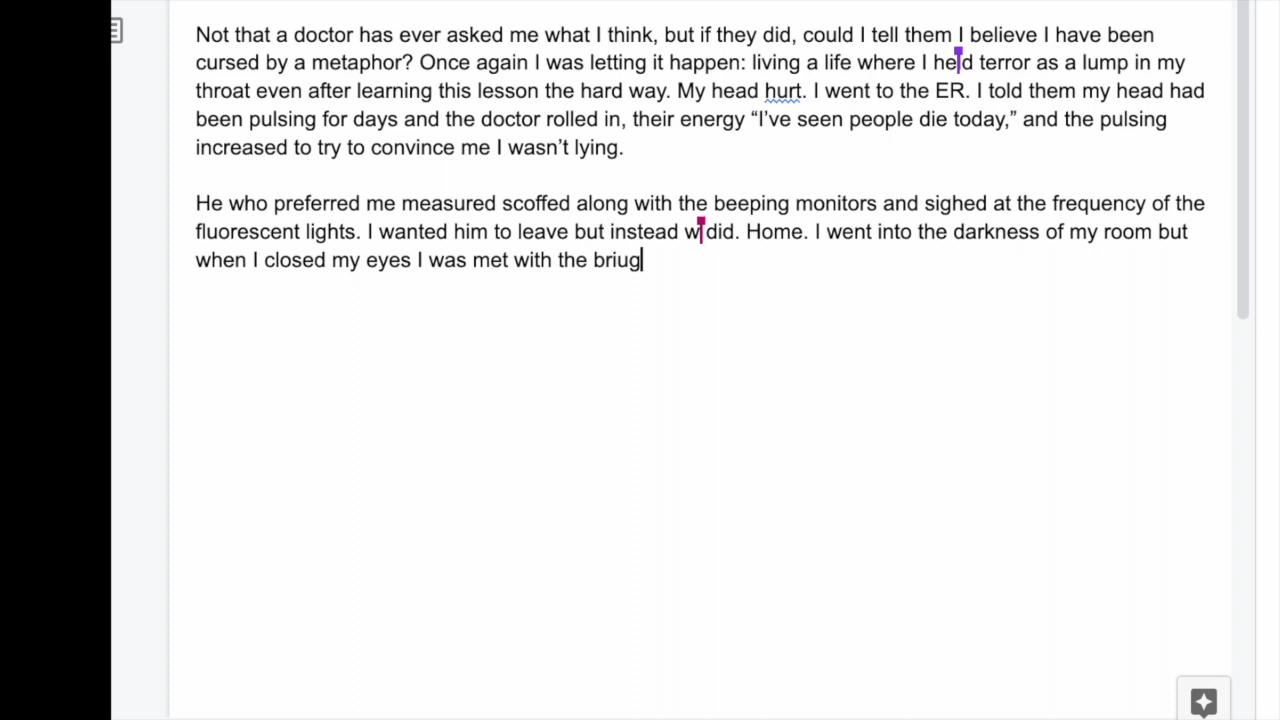 Not that a doctor has ever asked me what I think, but if they did, could I tell them I believe I have been
cursed by a metaphor? Once again I was letting it happen: living a life where I held terror as a lump in my
throat even after learning this lesson the hard way. My head hurt. I went to the ER. I told them my head had
been pulsing for days and the doctor rolled in, their energy “I’ve seen people die today,” and the pulsing
increased to try to convince me I wasn’t lying.
He who preferred me measured scoffed along with the beeping monitors and sighed at the frequency of the
fluorescent lights. I wanted him to leave but instead did. Home. I went into the darkness of my room but
when I closed my eyes I was met with the briug